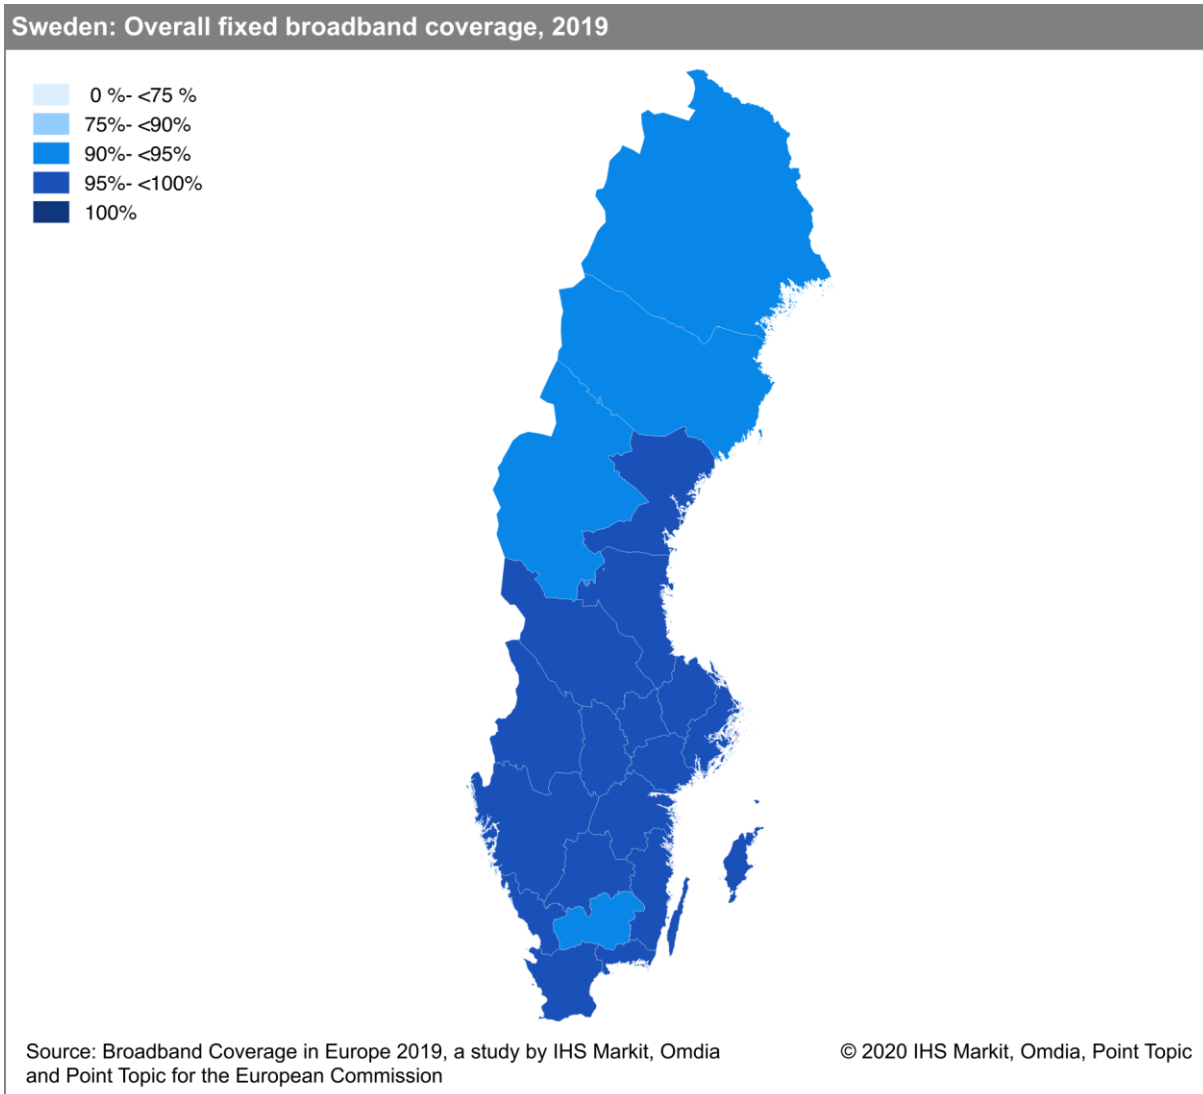 Sweden: Overall fixed broadband coverage, 2019
0 %- <75 %
75%- <90%
90%- <95%
95%- <100%
100%
Source: Broadband Coverage in Europe 2019, a study by IHS Markit, Omdia
and Point Topic for the European Commission
© 2020 IHS Markit, Omdia, Point Topic